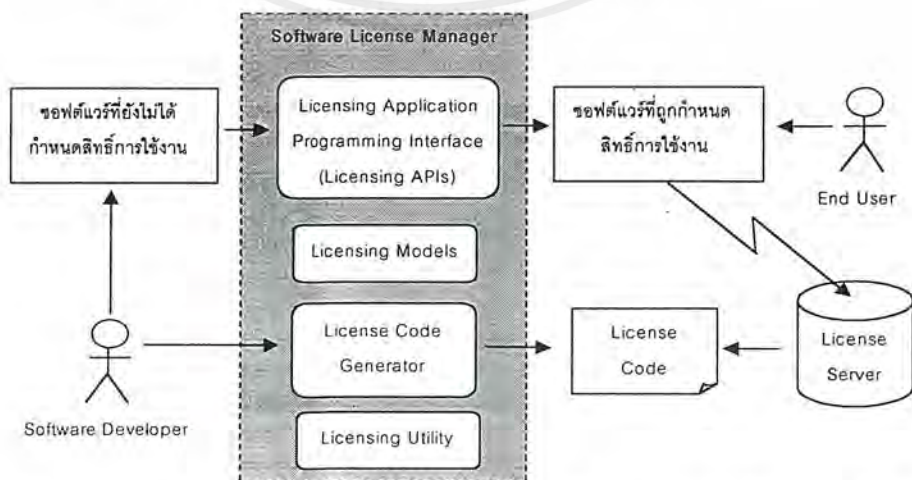 Software License Manager
ซอฟต์แวร์ที่ยังไม่ได้
กำหนดสิทธิ์การใช้งาน
Licensing Application
Programming Interface
(Licensing APIs)
ซอฟต์แวร์ที่ถูกกำหนด
สิทธิ์การใช้งาน
End User
Licensing Models
License Code
Generator
License
Code
License
Server
Software Developer
Licensing Utility